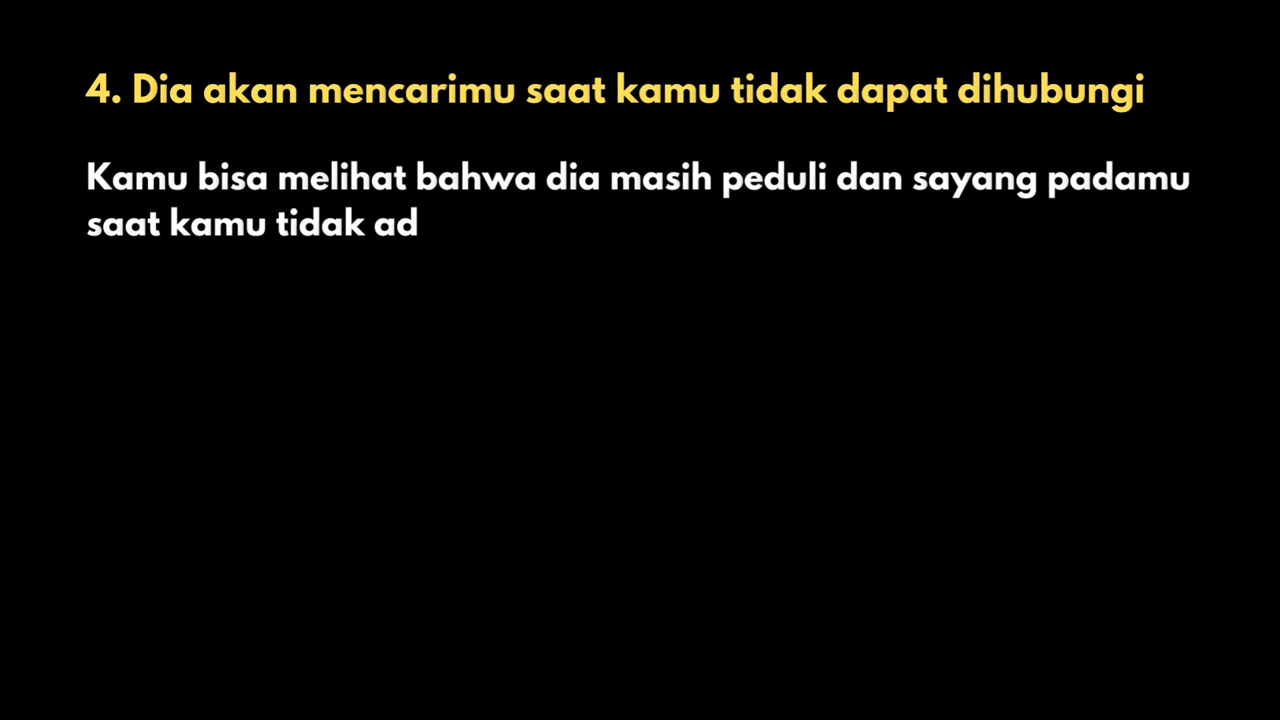 4. Dia akan mencarimu saat kamu tidak dapat dihubungi
Kamu bisa melihat bahwa dia masih peduli dan sayang padamu
saat kamu tidak ad